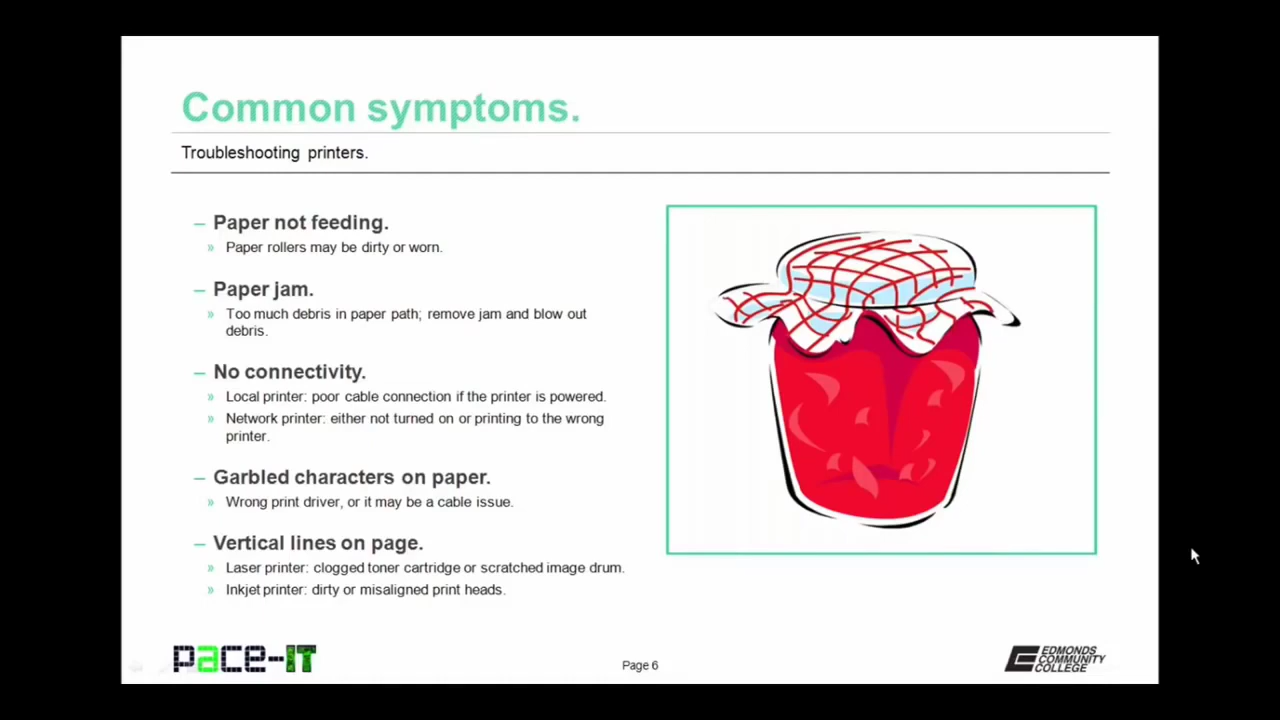 Common symptoms.
Troubleshooting printers.
– Paper not feeding.
» Paper rollers may be dirty or worn.
– Paper jam.
» Too much debris in paper path; remove jam and blow out
debris.
– No connectivity.
» Local printer: poor cable connection if the printer is powered.
» Network printer: either not turned on or printing to the wrong
printer.
– Garbled characters on paper.
» Wrong print driver, or it may be a cable issue.
– Vertical lines on page.
» Laser printer: clogged toner cartridge or scratched image drum.
» Inkjet printer: dirty or misaligned print heads.
pace-IT
Page 6
EDMONDS
COMMUNITY
COLLEGE